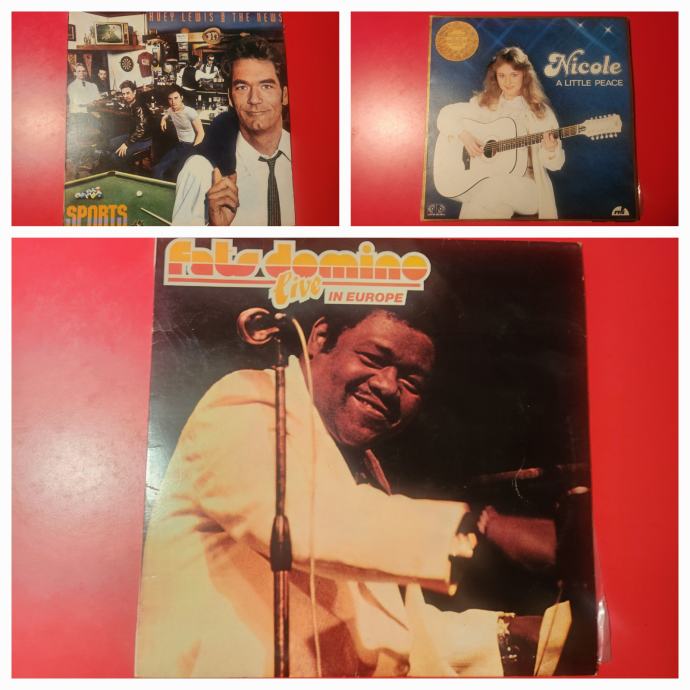 HUEY LEWIS & THE NEWS
SPORTS
Nicole
A LITTLE PEACE
fats domino
live
IN EUROPE